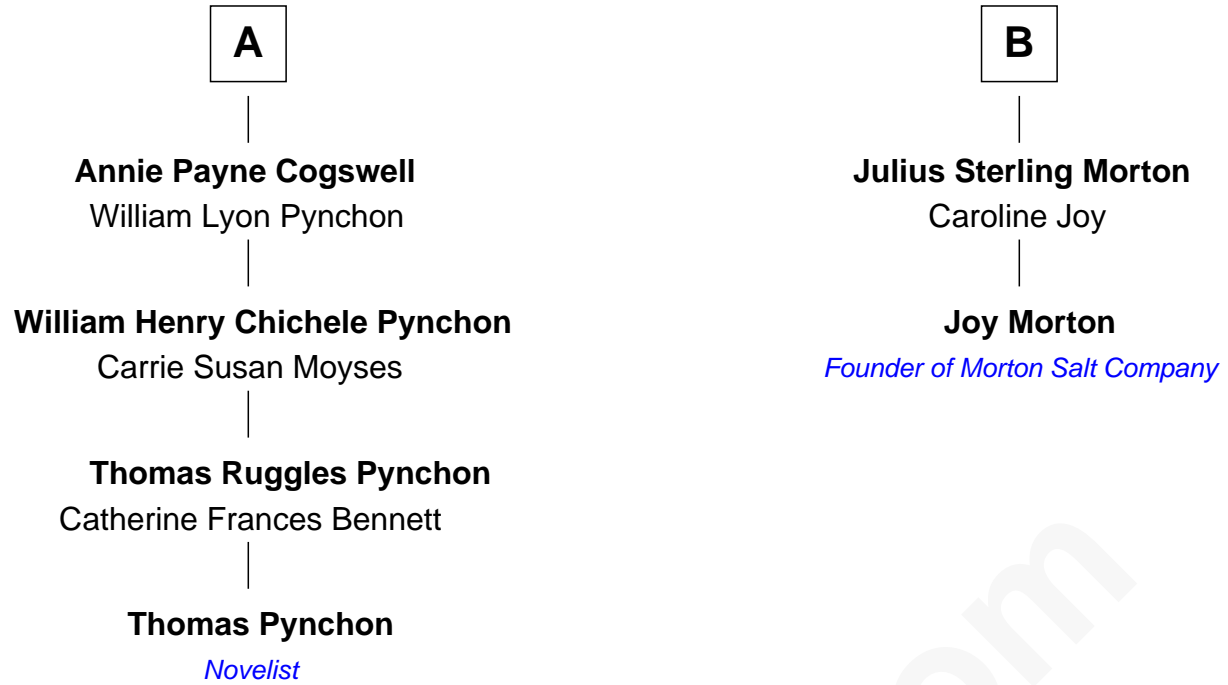 A
Annie Payne Cogswell
William Lyon Pynchon
William Henry Chichele Pynchon
Carrie Susan Moyses
Thomas Ruggles Pynchon
Catherine Frances Bennett
Thomas Pynchon
Novelist
B
Julius Sterling Morton
Caroline Joy
Joy Morton
Founder of Morton Salt Company
om